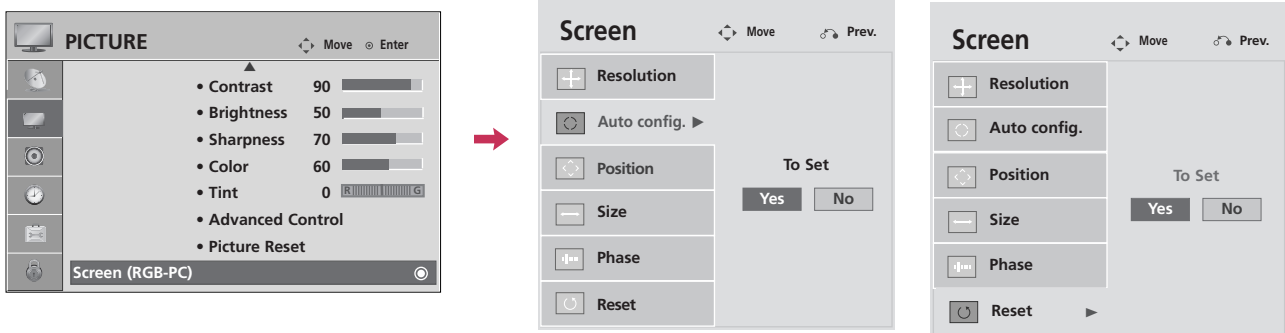 PICTURE
Move Enter
• Contrast 90
• Brightness 50
• Sharpness 70
• Color 60
• Tint 0 R G
• Advanced Control
• Picture Reset
Screen (RGB-PC)
Screen
Move Prev.
Resolution
Auto config. ►
Position
Size
Phase
Reset
To Set
Yes No
Screen
Move Prev.
Resolution
Auto config.
Position
Size
Phase
Reset ►
To Set
Yes No